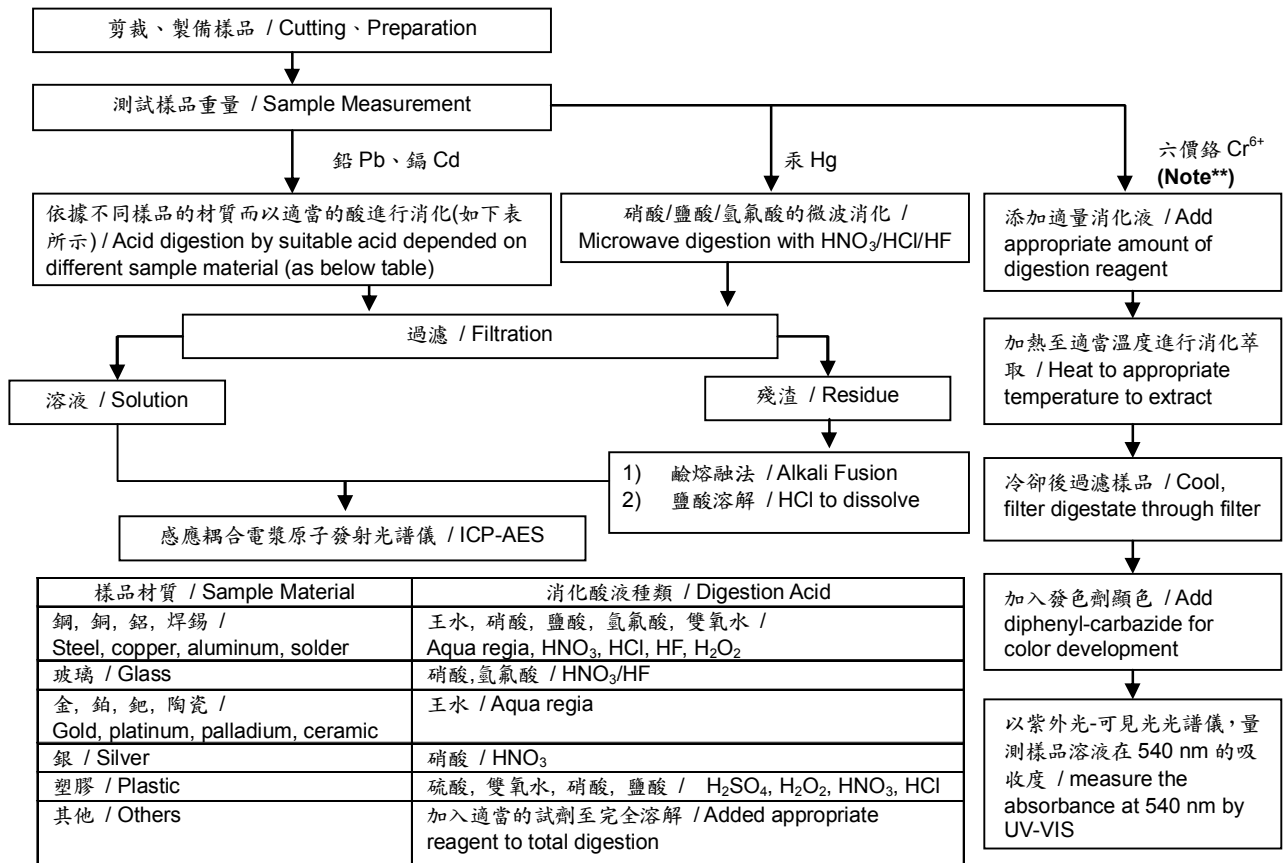 剪裁、製備樣品 / Cutting、Preparation
測試樣品重量 / Sample Measurement
鉛 Pb、鎘 Cd
汞 Hg
六價鉻 Cr⁶⁺
(Note**)
依據不同樣品的材質而以適當的酸進行消化(如下表
所示) / Acid digestion by suitable acid depended on
different sample material (as below table)
硝酸/鹽酸/氫氟酸的微波消化 /
Microwave digestion with HNO₃/HCl/HF
添加適量消化液 / Add
appropriate amount of
digestion reagent
過濾 / Filtration
加熱至適當溫度進行消化萃
取 / Heat to appropriate
temperature to extract
溶液 / Solution
殘渣 / Residue
1) 鹼熔融法 / Alkali Fusion
2) 鹽酸溶解 / HCl to dissolve
冷卻後過濾樣品 / Cool,
filter digestate through filter
感應耦合電漿原子發射光譜儀 / ICP-AES
加入發色劑顯色 / Add
diphenyl-carbazide for
color development
以紫外光-可見光光譜儀，量
測樣品溶液在 540 nm 的吸
收度 / measure the
absorbance at 540 nm by
UV-VIS
樣品材質 / Sample Material
消化酸液種類 / Digestion Acid
鋼, 銅, 鋁, 焊錫 /
Steel, copper, aluminum, solder
王水, 硝酸, 鹽酸, 氫氟酸, 雙氧水 /
Aqua regia, HNO₃, HCl, HF, H₂O₂
玻璃 / Glass
硝酸,氫氟酸 / HNO₃/HF
金, 鉑, 鈀, 陶瓷 /
Gold, platinum, palladium, ceramic
王水 / Aqua regia
銀 / Silver
硝酸 / HNO₃
塑膠 / Plastic
硫酸, 雙氧水, 硝酸, 鹽酸 / H₂SO₄, H₂O₂, HNO₃, HCl
其他 / Others
加入適當的試劑至完全溶解 / Added appropriate
reagent to total digestion